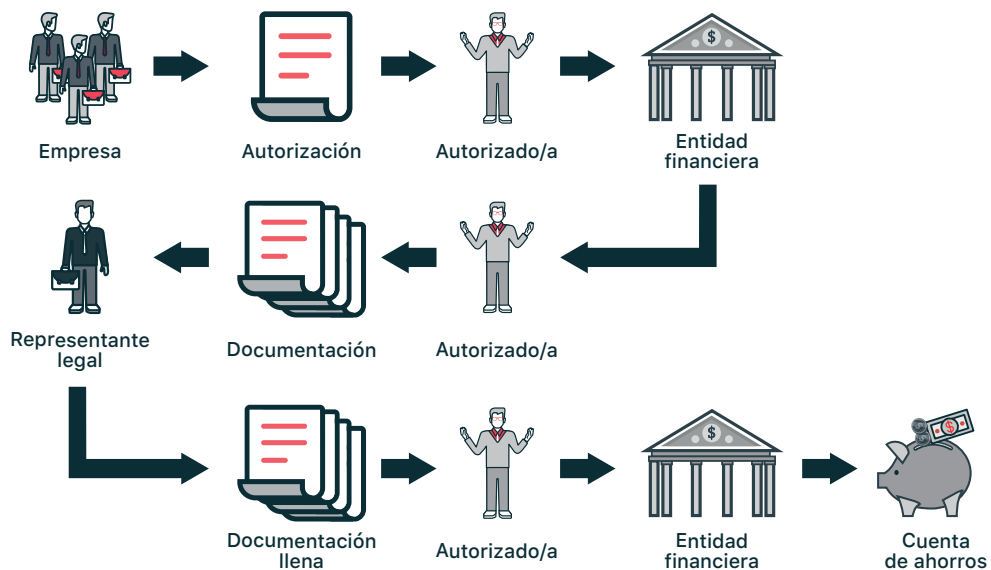 Empresa
Autorización
Autorizado/a
Entidad
financiera
Representante
legal
Documentación
Autorizado/a
Documentación
llena
Autorizado/a
Entidad
financiera
Cuenta
de ahorros